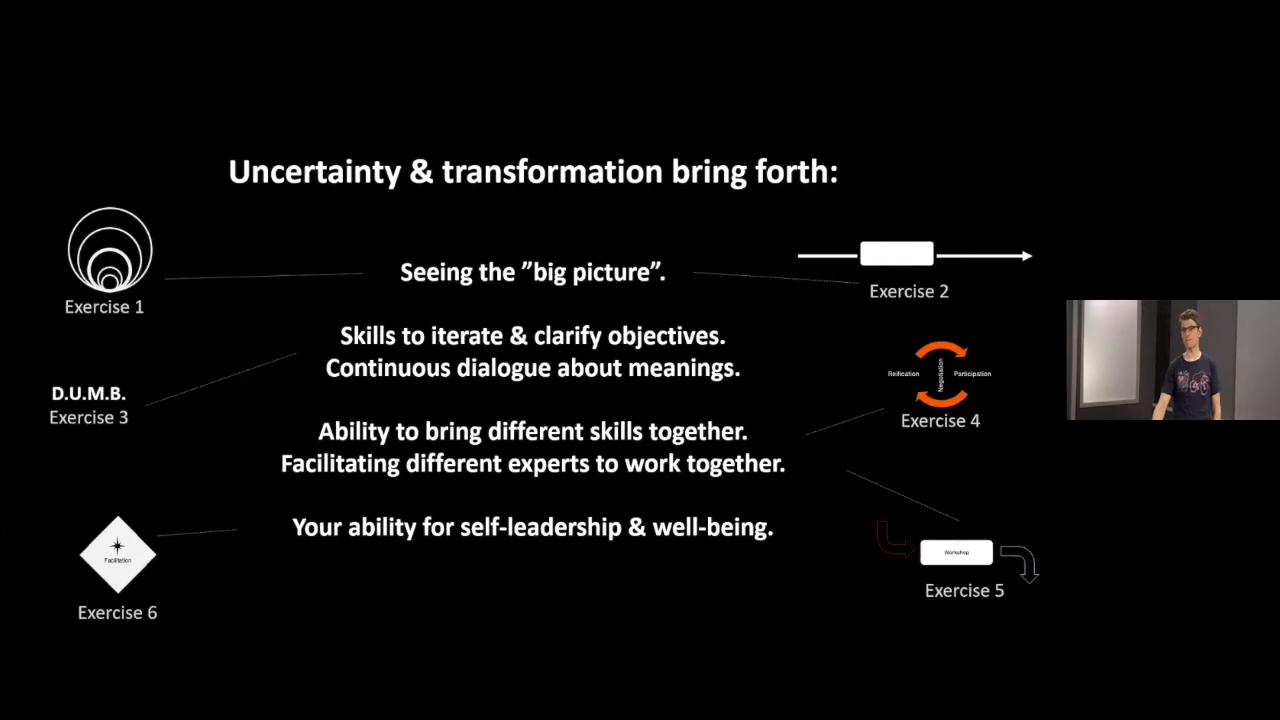 Uncertainty & transformation bring forth:
Exercise 1
Seeing the ”big picture”.
Exercise 2
Skills to iterate & clarify objectives.
Continuous dialogue about meanings.
D.U.M.B.
Exercise 3
Reification
Negotiation
Participation
Exercise 4
Ability to bring different skills together.
Facilitating different experts to work together.
Your ability for self-leadership & well-being.
Facilitation
Exercise 6
Workshop
Exercise 5